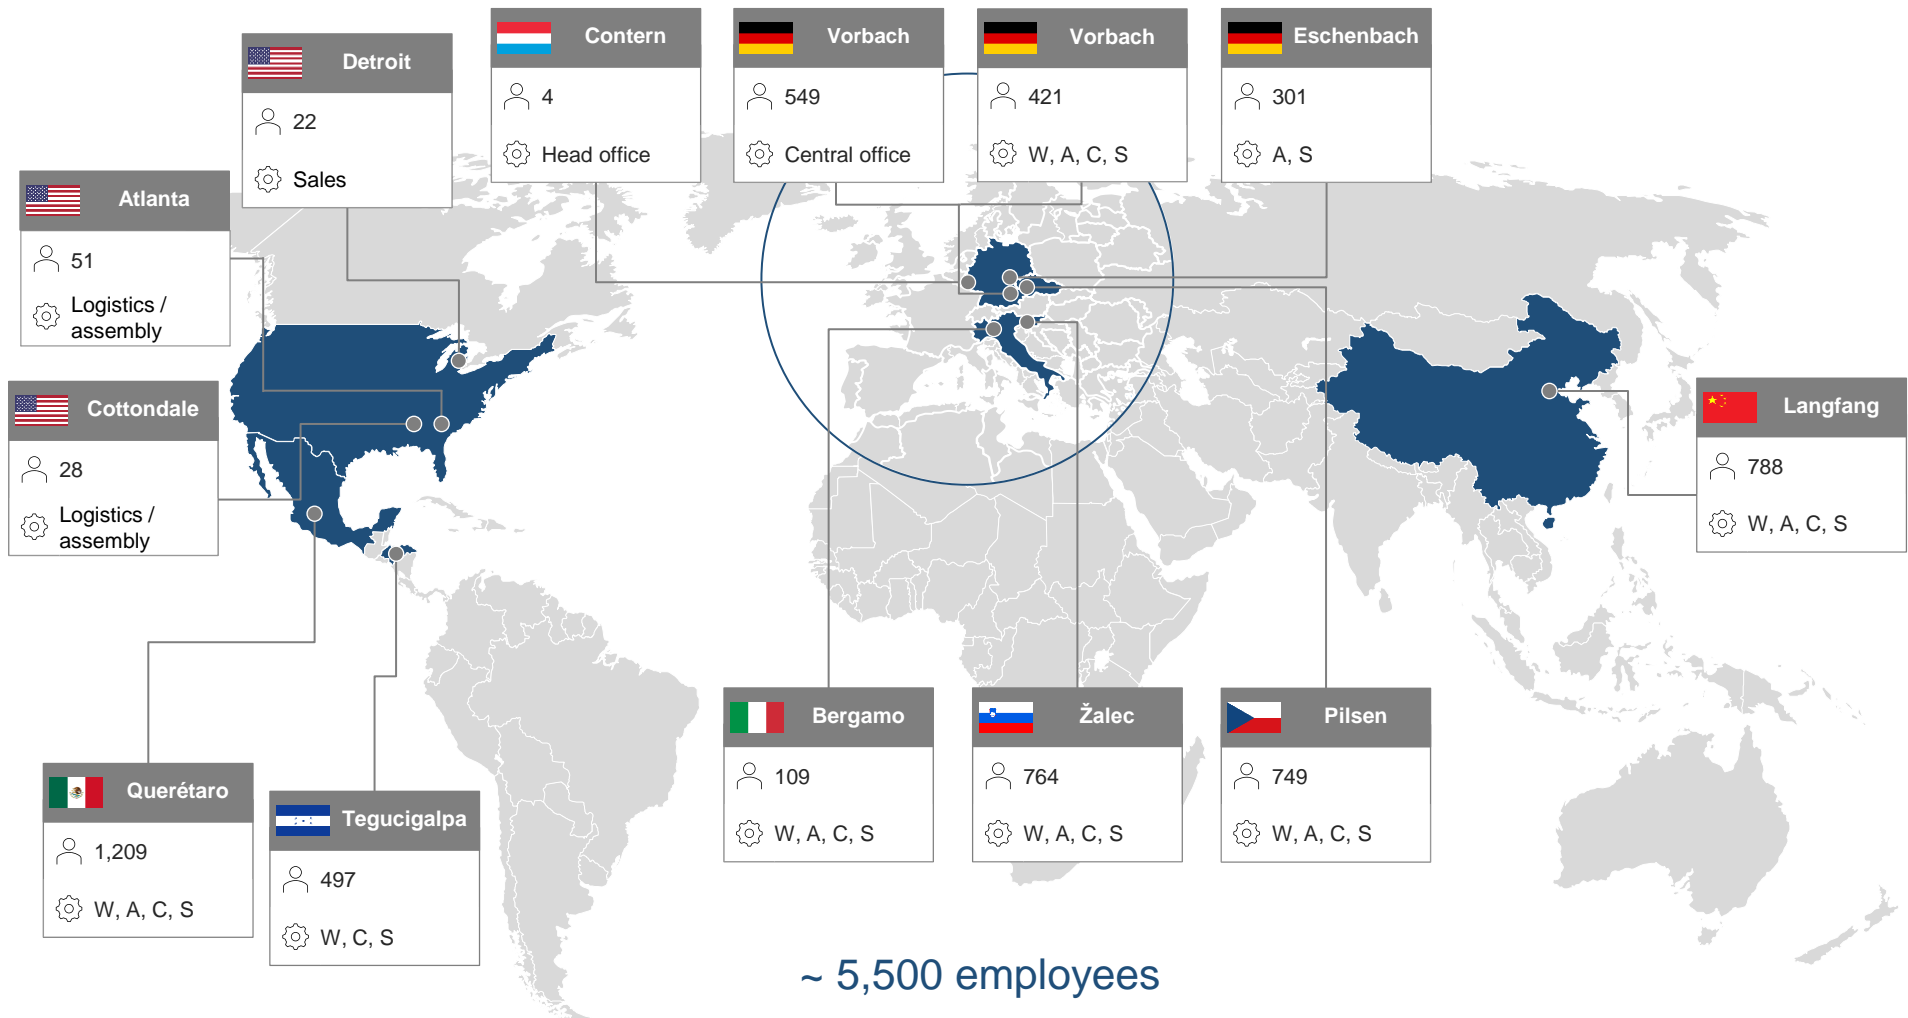 Contern
4
Head office
Vorbach
549
Central office
Vorbach
421
W, A, C, S
Eschenbach
301
A, S
Detroit
22
Sales
Atlanta
51
Logistics /
assembly
Cottondale
28
Logistics /
assembly
Langfang
788
W, A, C, S
Querétaro
1,209
W, A, C, S
Tegucigalpa
497
W, C, S
Bergamo
109
W, A, C, S
Žalec
764
W, A, C, S
Pilsen
749
W, A, C, S
~ 5,500 employees